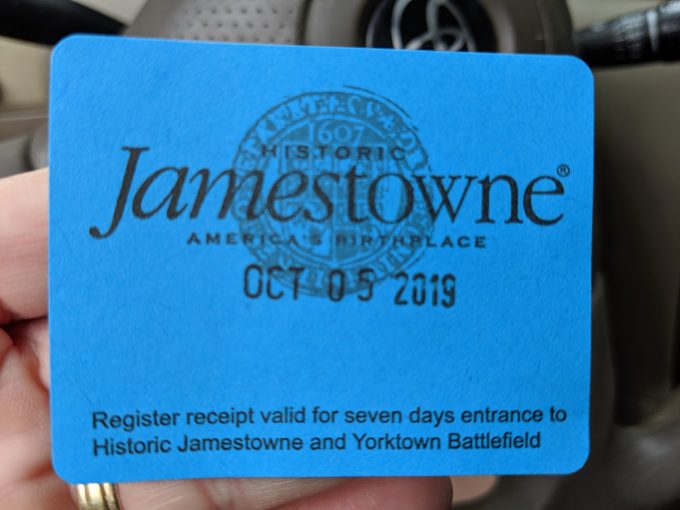 1607
HISTORIC
Jamestowne®
AMERICA'S BIRTHPLACE
OCT 05 2019
Register receipt valid for seven days entrance to
Historic Jamestowne and Yorktown Battlefield